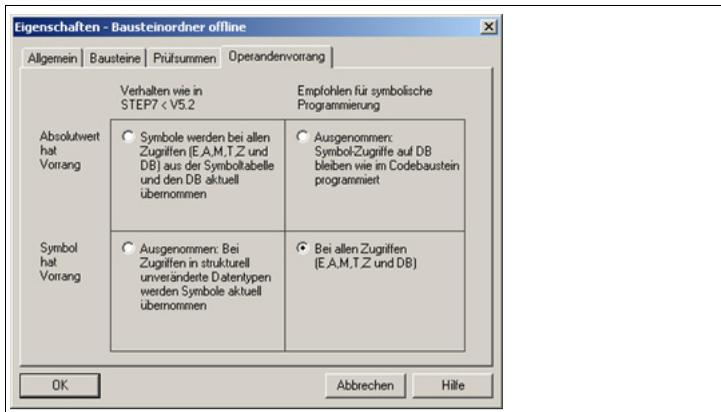 Eigenschaften - Bausteinordner offline
Allgemein
Bausteine
Prüfsummen
Operandenvorrang
Verhalten wie in
STEP7 < V5.2
Empfohlen für symbolische
Programmierung
Absolutwert
hat
Vorrang
Symbole werden bei allen
Zugriffen (E,A,M,T,Z und
DB) aus der Symboltabelle
und den DB aktuell
übernommen
Ausgenommen:
Symbol-Zugriffe auf DB
bleiben wie im Codebaustein
programmiert
Symbol
hat
Vorrang
Ausgenommen: Bei
Zugriffen in strukturell
unveränderte Datentypen
werden Symbole aktuell
übernommen
Bei allen Zugriffen
(E,A,M,T,Z und DB)
OK
Abbrechen
Hilfe